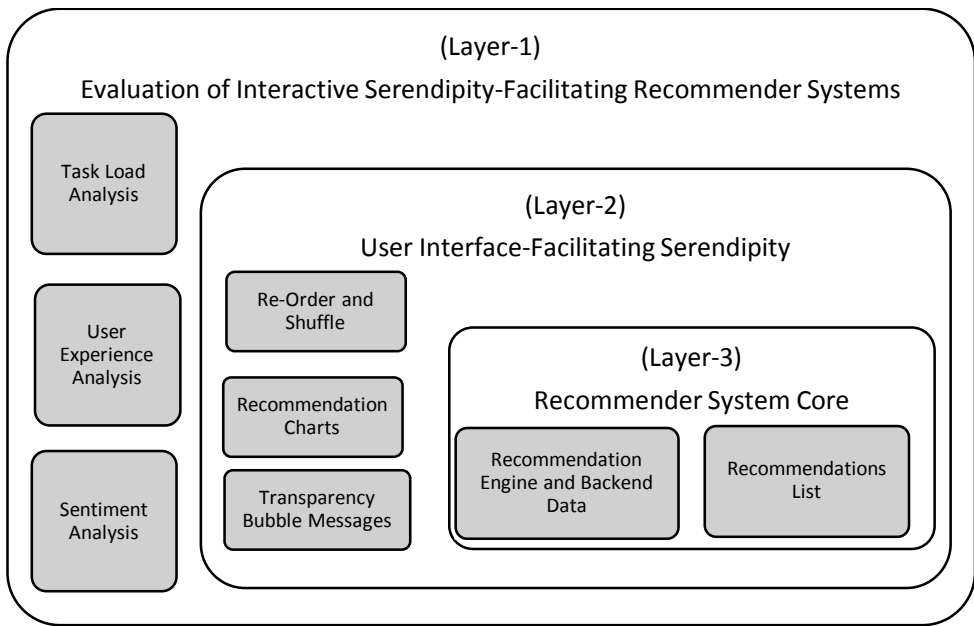 (Layer-1)
Evaluation of Interactive Serendipity-Facilitating Recommender Systems
Task Load
Analysis
User
Experience
Analysis
Sentiment
Analysis
(Layer-2)
User Interface-Facilitating Serendipity
Re-Order and
Shuffle
Recommendation
Charts
Transparency
Bubble Messages
(Layer-3)
Recommender System Core
Recommendation
Engine and Backend
Data
Recommendations
List